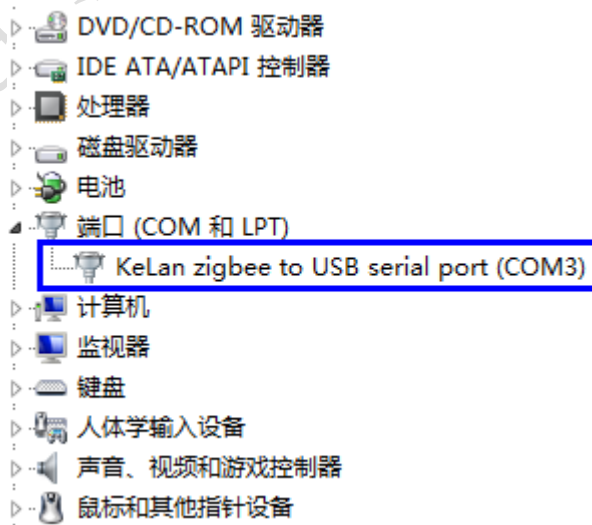 DVD/CD-ROM 驱动器
IDE ATA/ATAPI 控制器
处理器
磁盘驱动器
电池
端口 (COM 和 LPT)
KeLan zigbee to USB serial port (COM3)
计算机
监视器
键盘
人体学输入设备
声音、视频和游戏控制器
鼠标和其他指针设备